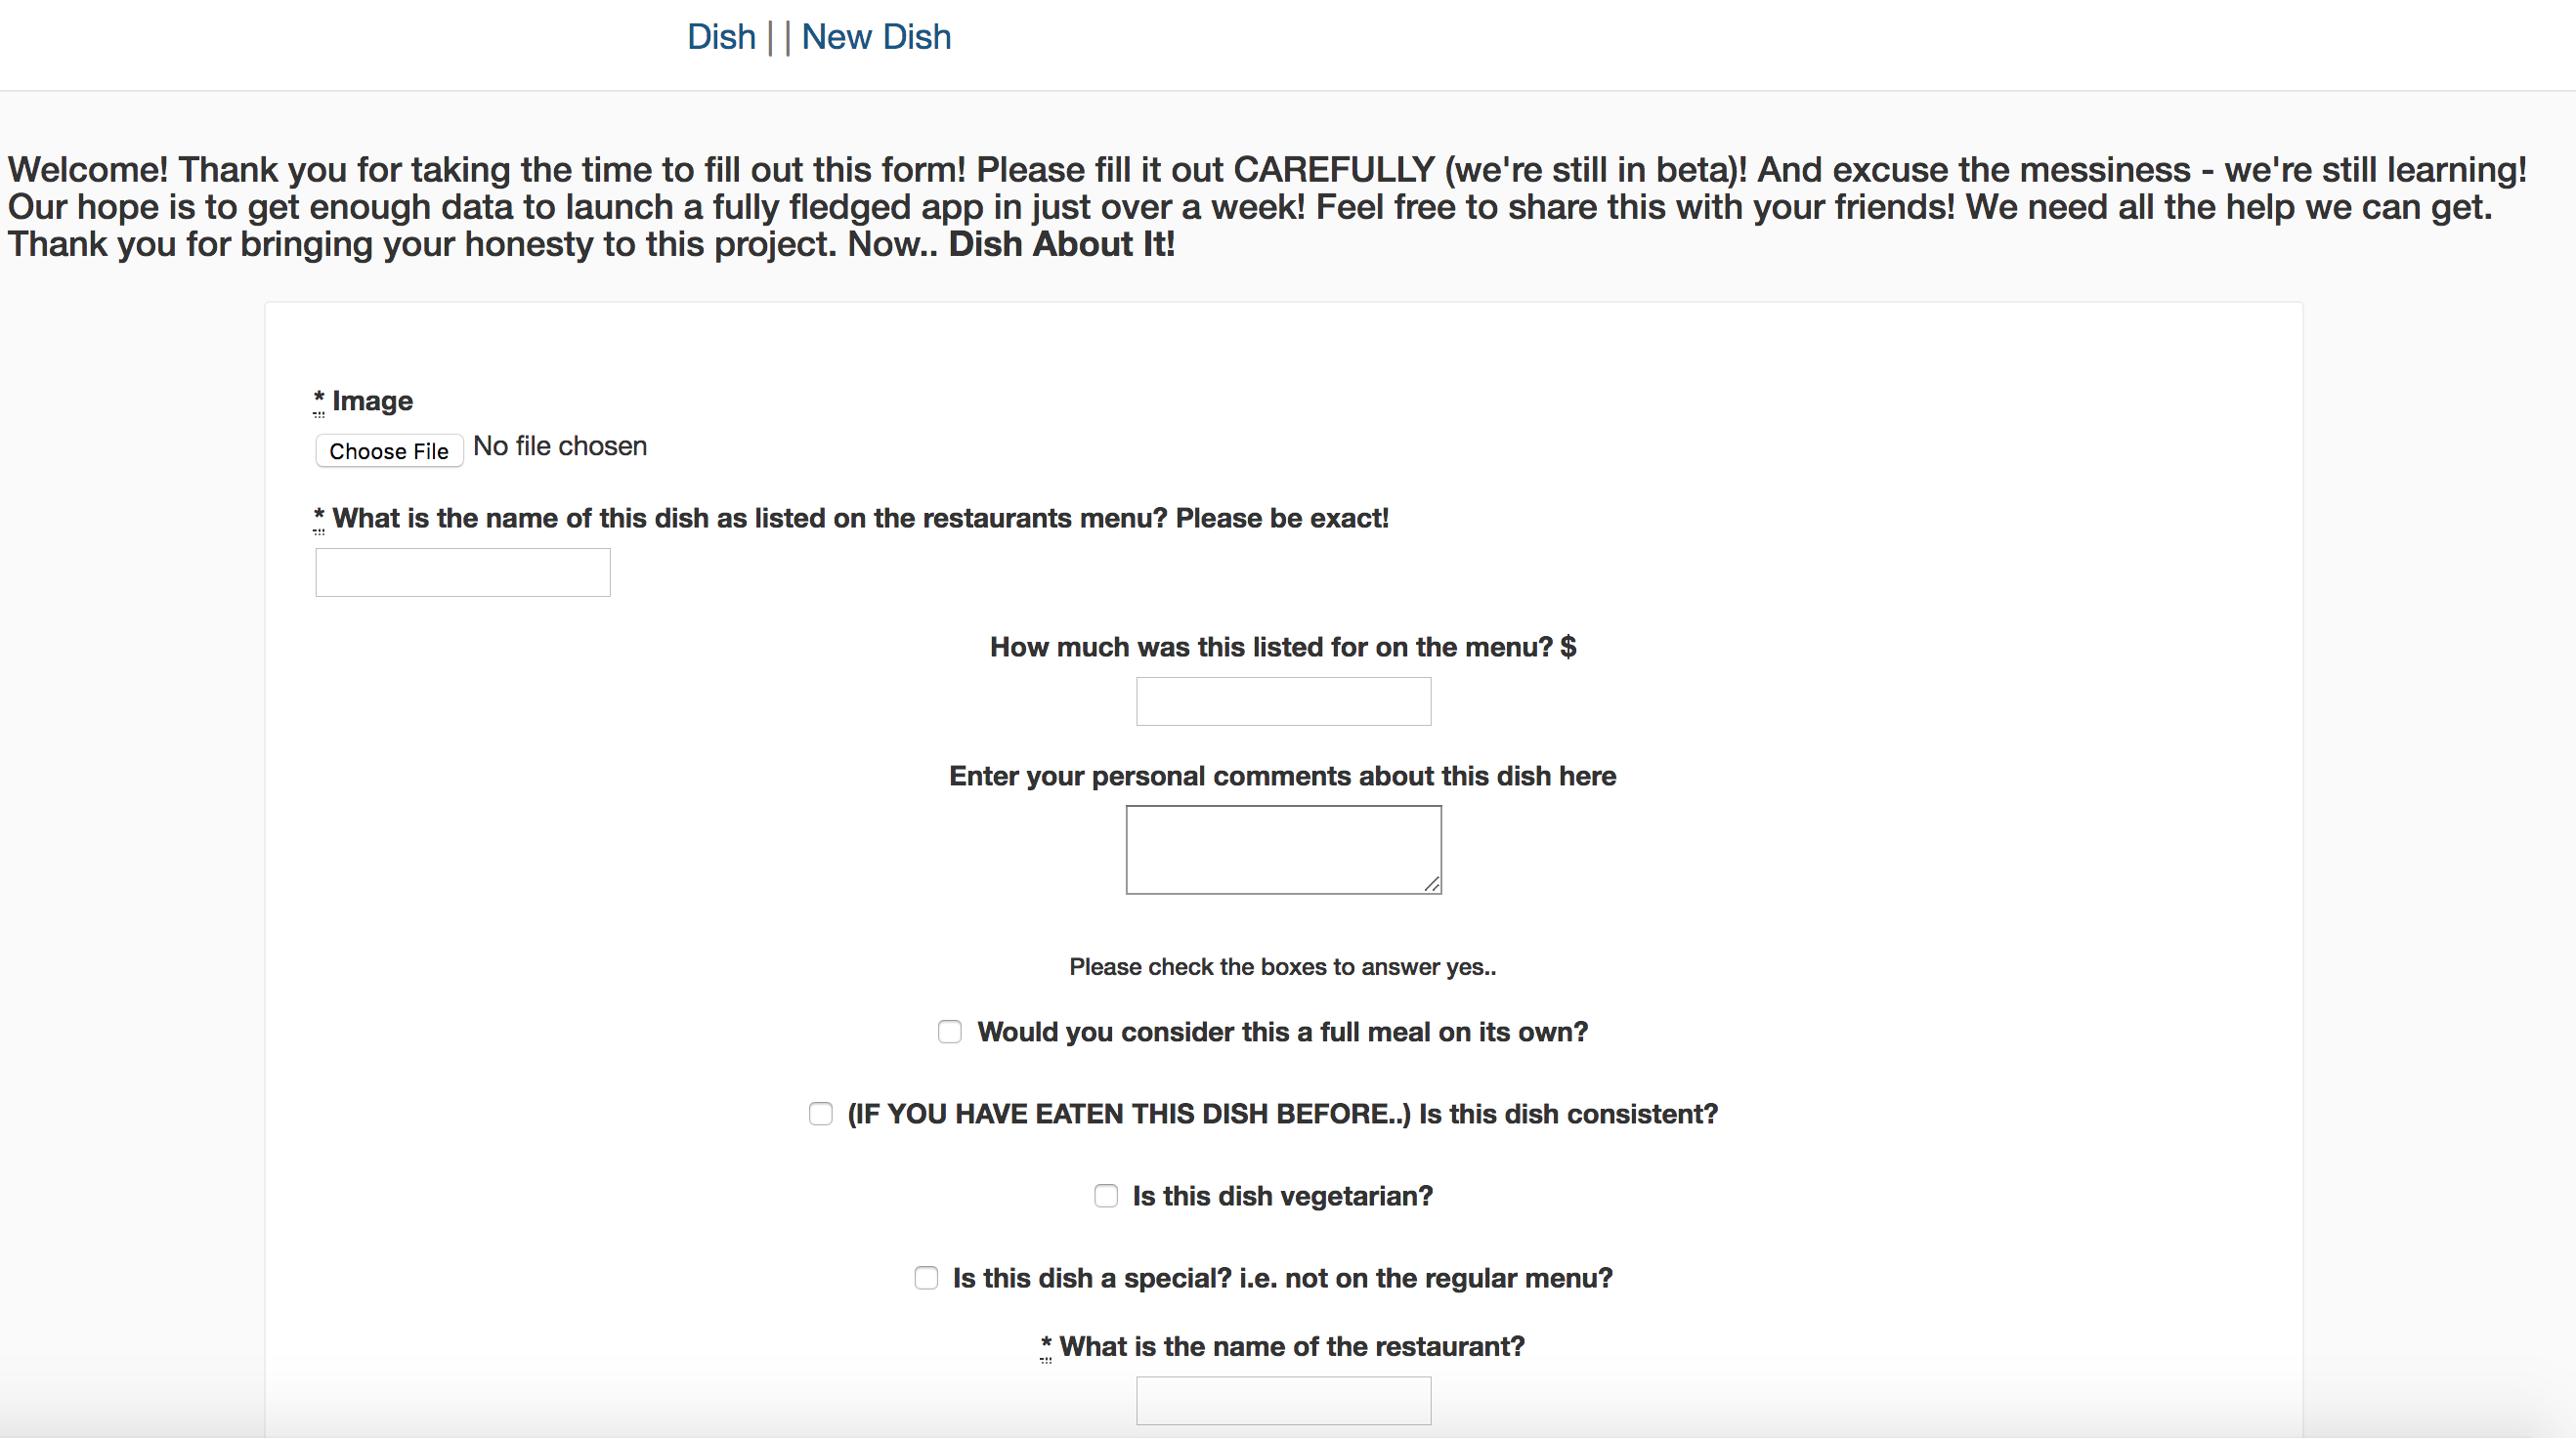 Dish | | New Dish
Welcome! Thank you for taking the time to fill out this form! Please fill it out CAREFULLY (we're still in beta)! And excuse the messiness - we're still learning!
Our hope is to get enough data to launch a fully fledged app in just over a week! Feel free to share this with your friends! We need all the help we can get.
Thank you for bringing your honesty to this project. Now.. Dish About It!
* Image
Choose File No file chosen
* What is the name of this dish as listed on the restaurants menu? Please be exact!
How much was this listed for on the menu? $
Enter your personal comments about this dish here
Please check the boxes to answer yes..
Would you consider this a full meal on its own?
(IF YOU HAVE EATEN THIS DISH BEFORE..) Is this dish consistent?
Is this dish vegetarian?
Is this dish a special? i.e. not on the regular menu?
* What is the name of the restaurant?